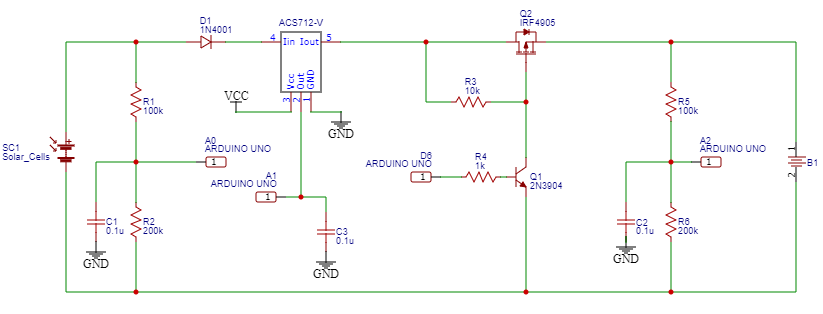 D1
1N4001
ACS712-V
4
Iin Iout
5
Vcc
Out
GND
3
2
1
Q2
IRF4905
VCC
GND
R1
100k
R3
10k
R5
100k
SC1
Solar_Cells
+
A0
ARDUINO UNO
1
A1
ARDUINO UNO
1
D6
ARDUINO UNO
1
R4
1k
Q1
2N3904
A2
ARDUINO UNO
1
1
B1
2
C1
0.1u
R2
200k
GND
C3
0.1u
GND
C2
0.1u
R6
200k
GND